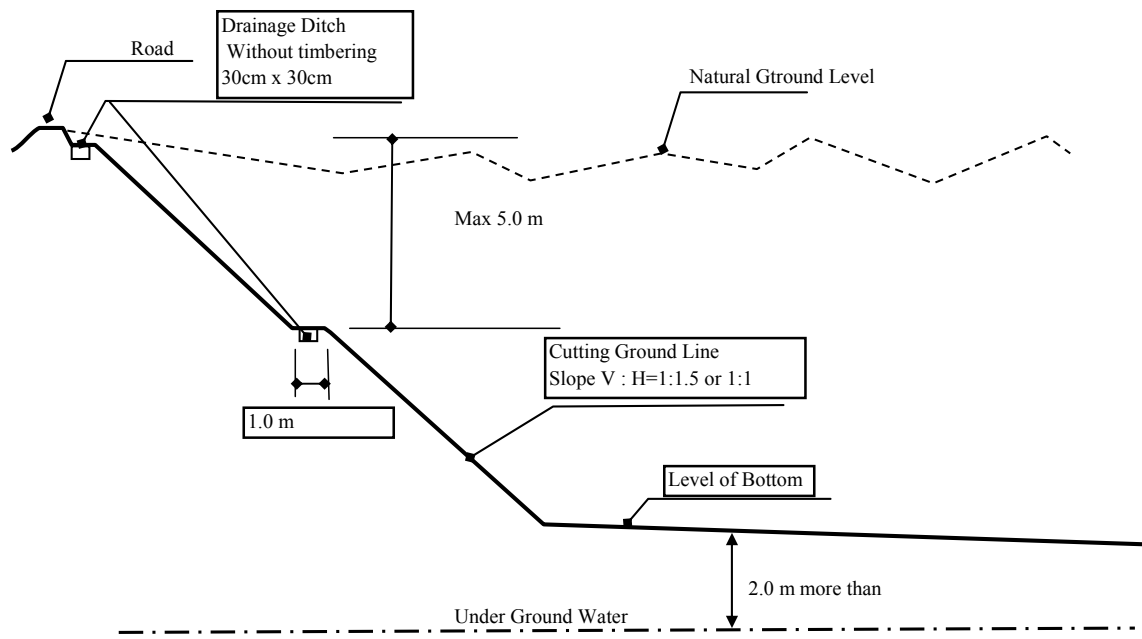 Drainage Ditch
Without timbering
30cm x 30cm
Road
Natural Gtround Level
Max 5.0 m
Cutting Ground Line
Slope V : H=1:1.5 or 1:1
1.0 m
Level of Bottom
2.0 m more than
Under Ground Water